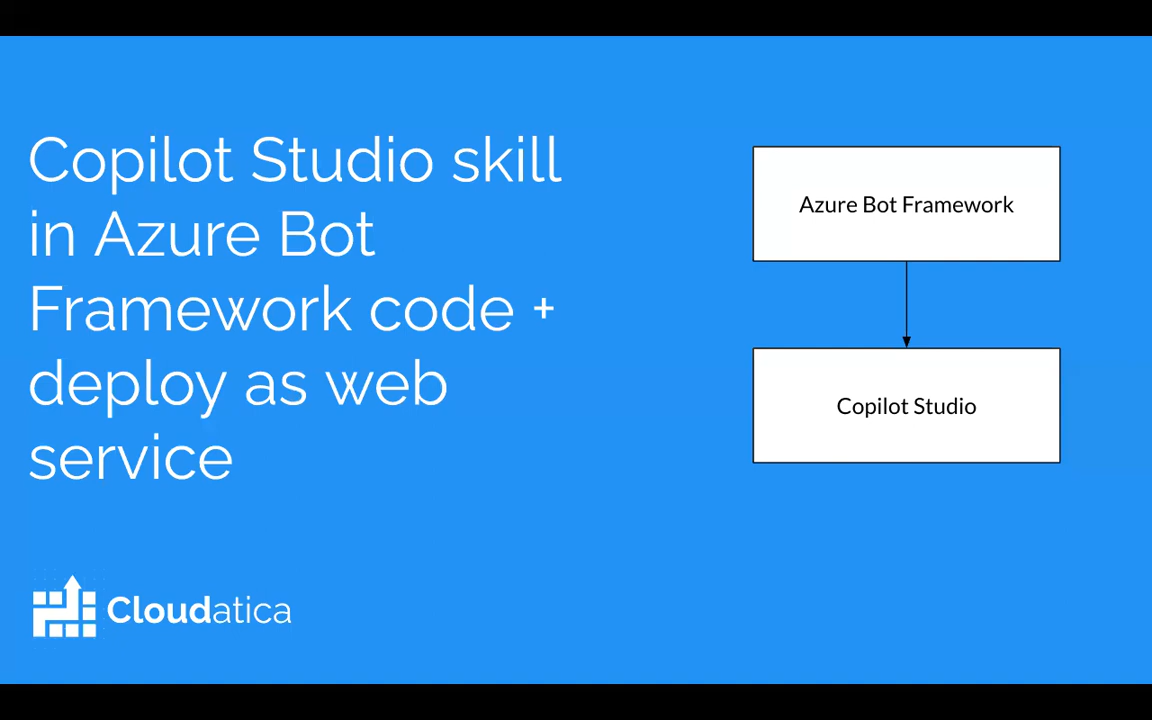 Copilot Studio skill
in Azure Bot
Framework code +
deploy as web
service
Azure Bot Framework
Copilot Studio
Cloudatica